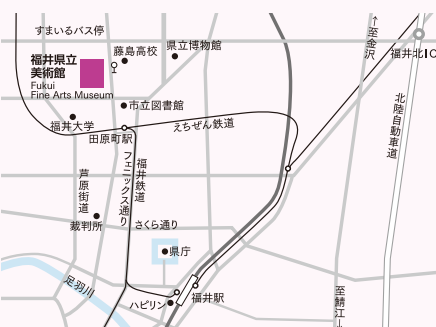 すまいるバス停
藤島高校
県立博物館
↑至金沢
福井県立
美術館
Fukui
Fine Arts Museum
福井北IC
市立図書館
福井大学
えちぜん鉄道
田原町駅
北陸自動車道
芦原街道
フェニックス通り
福井鉄道
裁判所
さくら通り
県庁
足羽川
ハピリン
福井駅
至鯖江→